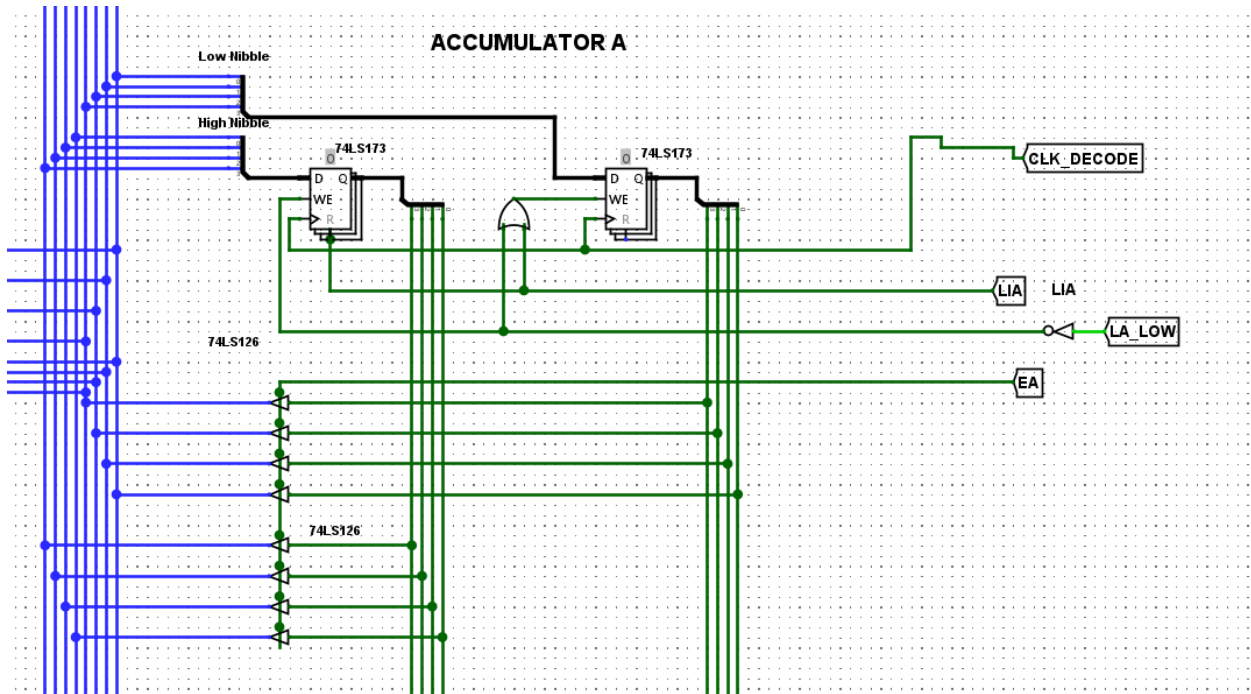 ACCUMULATOR A
Low Nibble
High Nibble
74LS173
0
D Q
WE
R
74LS173
0
D Q
WE
R
CLK_DECODE
LIA
LIA
LA_LOW
74LS126
EA
74LS126